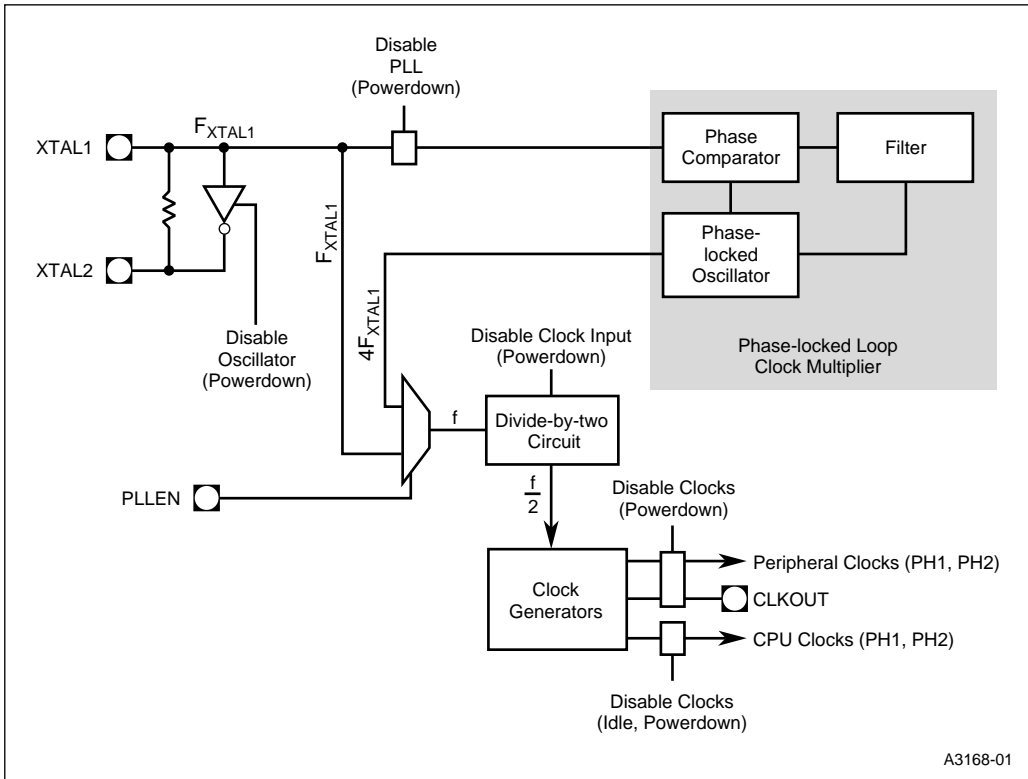 Disable
PLL
(Powerdown)
XTAL1
FXTAL1
Phase
Comparator
Filter
FXTAL1
XTAL2
Phase-
locked
Oscillator
4FXTAL1
Disable
Oscillator
(Powerdown)
Disable Clock Input
(Powerdown)
Phase-locked Loop
Clock Multiplier
f
Divide-by-two
Circuit
PLLEN
f
2
Disable Clocks
(Powerdown)
Clock
Generators
Peripheral Clocks (PH1, PH2)
CLKOUT
CPU Clocks (PH1, PH2)
Disable Clocks
(Idle, Powerdown)
A3168-01